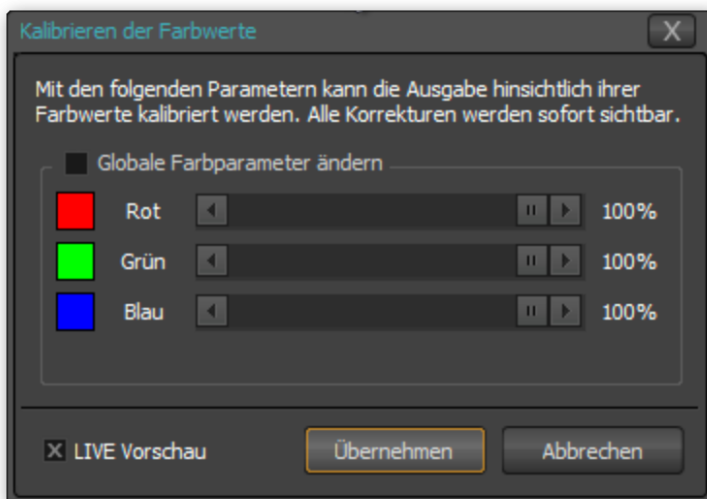 Kalibrieren der Farbwerte
X
Mit den folgenden Parametern kann die Ausgabe hinsichtlich ihrer
Farbwerte kalibriert werden. Alle Korrekturen werden sofort sichtbar.
Globale Farbparameter ändern
Rot 100%
Grün 100%
Blau 100%
LIVE Vorschau Übernehmen Abbrechen